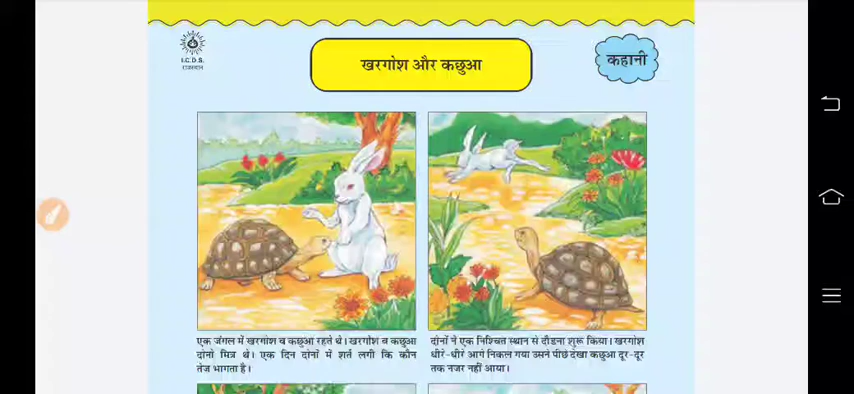 I.C.D.S.
राजस्थान
खरगोश और कछुआ
कहानी
एक जंगल में खरगोश व कछुआ रहते थे। खरगोश व कछुआ
दोनो मित्र थे। एक दिन दोनों में शर्त लगी कि कौन
तेज भागता है।
दोनों ने एक निश्चित स्थान से दौडना शुरू किया। खरगोश
धीरे-धीरे आगे निकल गया उसने पीछे देखा कछुआ दूर-दूर
तक नजर नहीं आया।